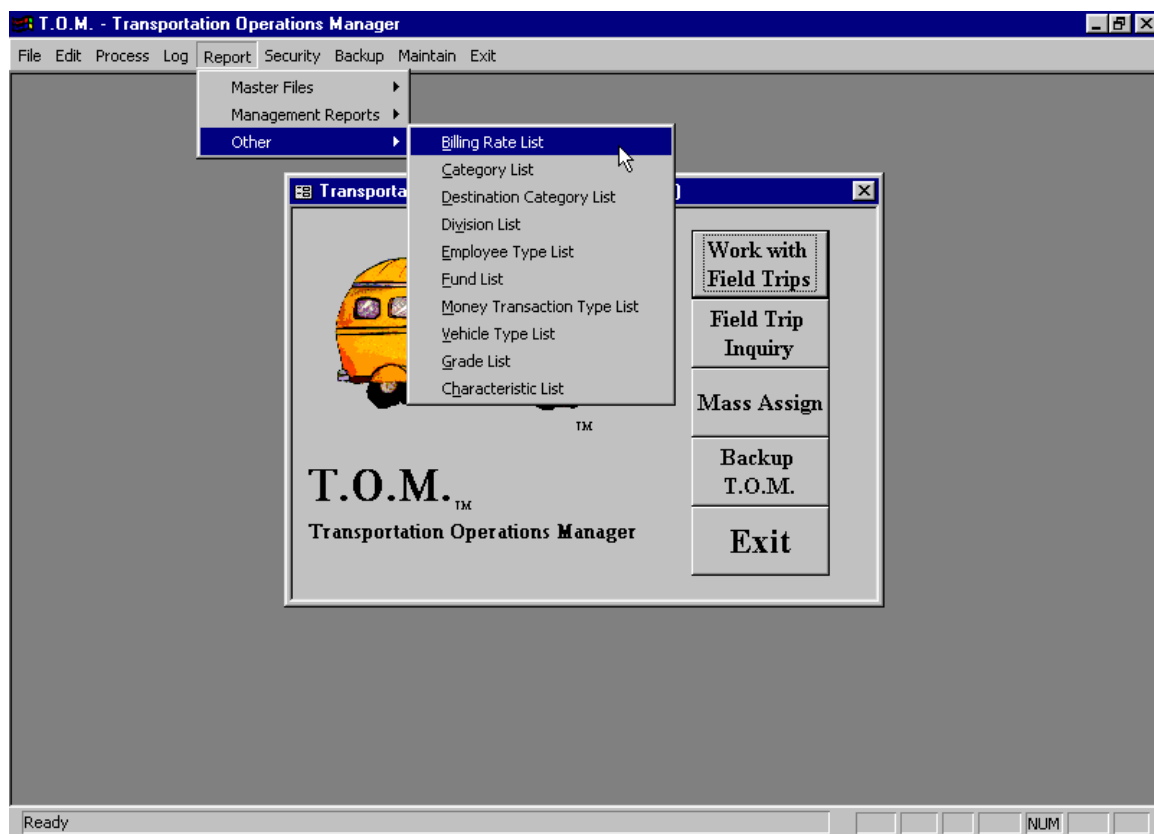 T.O.M. - Transportation Operations Manager
File Edit Process Log Report Security Backup Maintain Exit
Master Files
Management Reports
Other
Billing Rate List
Category List
Destination Category List
Division List
Employee Type List
Fund List
Money Transaction Type List
Vehicle Type List
Grade List
Characteristic List
Transporta )
Work with
Field Trips
Field Trip
Inquiry
Mass Assign
Backup
T.O.M.
Exit
TM
T.O.M. TM
Transportation Operations Manager
Ready NUM